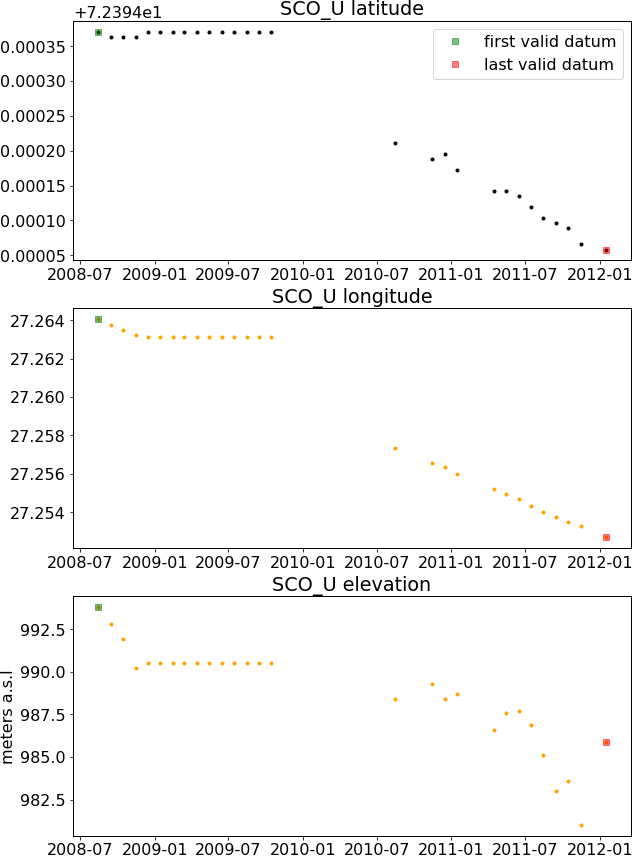 SCO_U latitude
+7.2394e1
first valid datum
last valid datum
0.00035
0.00030
0.00025
0.00020
0.00015
0.00010
0.00005
2008-07 2009-01 2009-07 2010-01 2010-07 2011-01 2011-07 2012-01
SCO_U longitude
27.264
27.262
27.260
27.258
27.256
27.254
2008-07 2009-01 2009-07 2010-01 2010-07 2011-01 2011-07 2012-01
SCO_U elevation
meters a.s.l
992.5
990.0
987.5
985.0
982.5
2008-07 2009-01 2009-07 2010-01 2010-07 2011-01 2011-07 2012-01